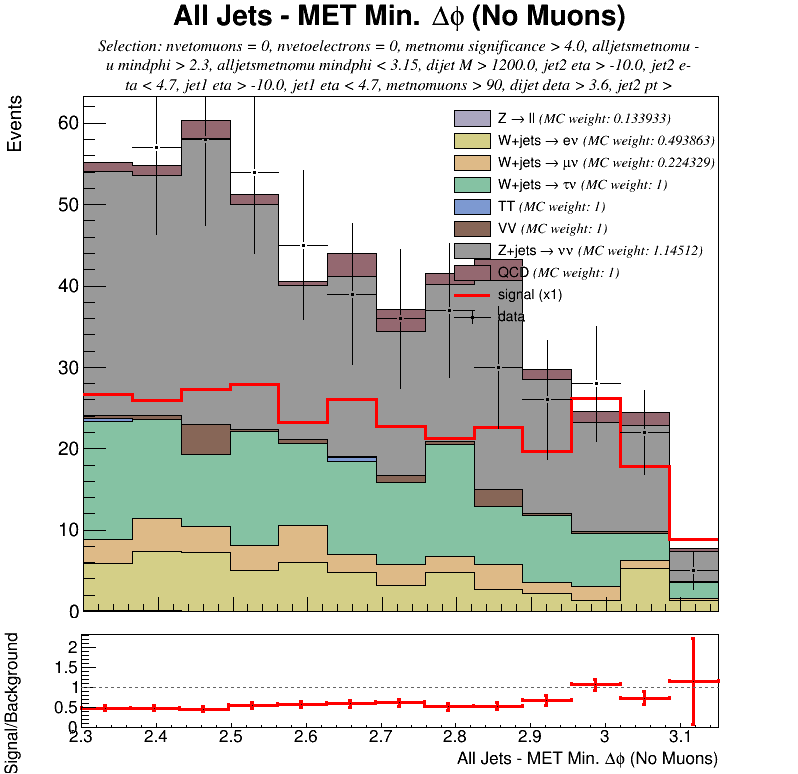 All Jets - MET Min. Δϕ (No Muons)
Selection: nvetomuons = 0, nvetoelectrons = 0, metnomu significance > 4.0, alljetsmetnomu -
u mindphi > 2.3, alljetsmetnomu mindphi < 3.15, dijet M > 1200.0, jet2 eta > -10.0, jet2 e-
ta < 4.7, jet1 eta > -10.0, jet1 eta < 4.7, metnomuons > 90, dijet deta > 3.6, jet2 pt >
Events
60
50
40
30
20
10
0
Z → ll (MC weight: 0.133933)
W+jets → eν (MC weight: 0.493863)
W+jets → μν (MC weight: 0.224329)
W+jets → τν (MC weight: 1)
TT (MC weight: 1)
VV (MC weight: 1)
Z+jets → νν (MC weight: 1.14512)
QCD (MC weight: 1)
signal (x1)
data
Signal/Background
2
1.5
1
0.5
0
2.3 2.4 2.5 2.6 2.7 2.8 2.9 3 3.1
All Jets - MET Min. Δϕ (No Muons)